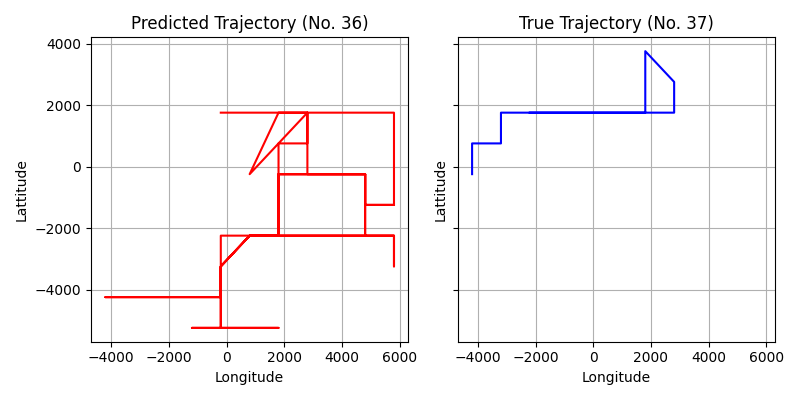 Predicted Trajectory (No. 36)
True Trajectory (No. 37)
Lattitude
4000
2000
0
−2000
−4000
−4000 −2000 0 2000 4000 6000
Longitude
Lattitude
−4000 −2000 0 2000 4000 6000
Longitude